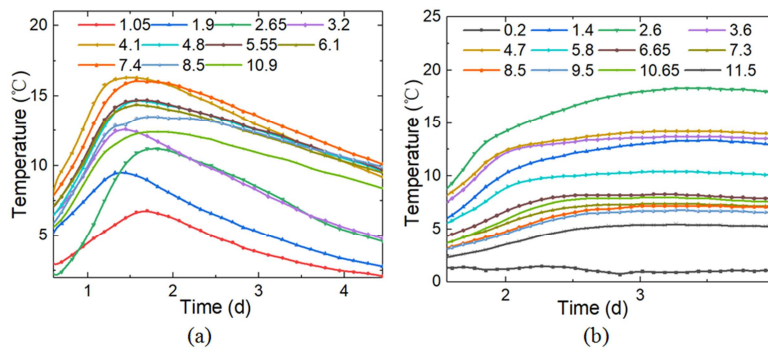 20
15
10
5
Temperature (℃)
1.05 1.9 2.65 3.2
4.1 4.8 5.55 6.1
7.4 8.5 10.9
1 2 3 4
Time (d)
(a)
25
20
15
10
5
0
Temperature (℃)
0.2 1.4 2.6 3.6
4.7 5.8 6.65 7.3
8.5 9.5 10.65 11.5
2 3
Time (d)
(b)